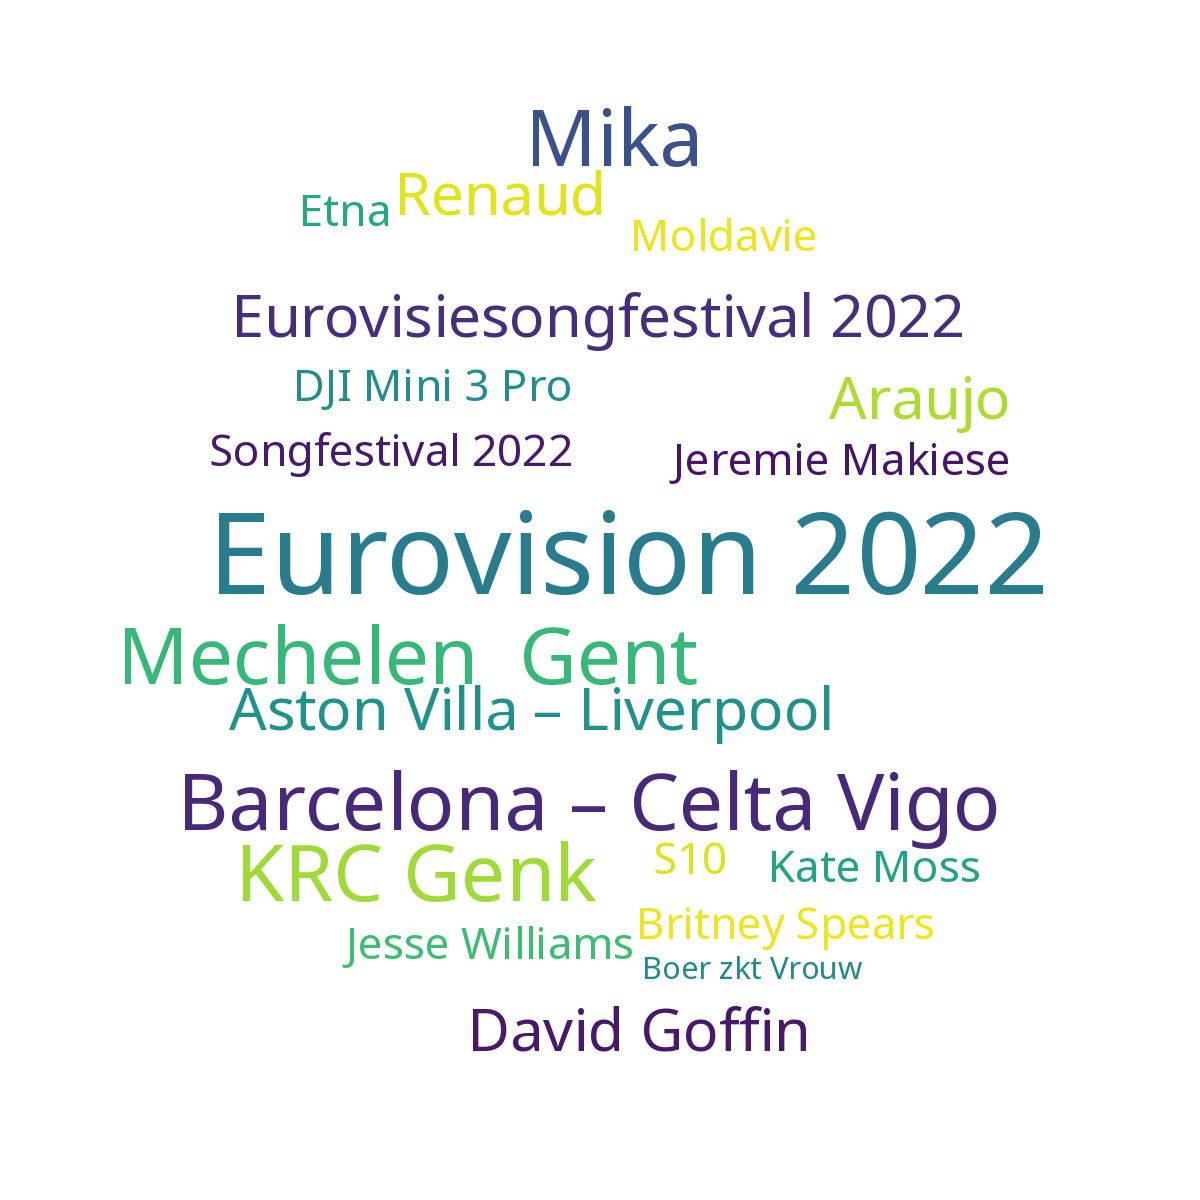 Mika
Etna
Renaud
Moldavie
Eurovisiesongfestival 2022
DJI Mini 3 Pro
Araujo
Songfestival 2022
Jeremie Makiese
Eurovision 2022
Mechelen  Gent
Aston Villa – Liverpool
Barcelona – Celta Vigo
KRC Genk
S10
Kate Moss
Britney Spears
Jesse Williams
Boer zkt Vrouw
David Goffin